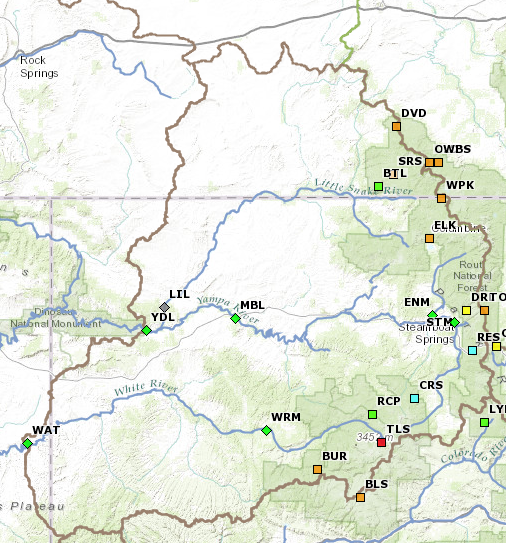 Rock
Springs
DVD
OWBS
SRS
BTL
Little Snake River
WPK
ELK
Routt
National
Forest
LIL
MBL
Yampa River
YDL
Dinosaur
National Monument
ENM
DRTO
STM
Steamboat
Springs
RES
CRS
White River
RCP
WRM
LY
WAT
TLS
345
BUR
Colorado River
BLS
Plateau